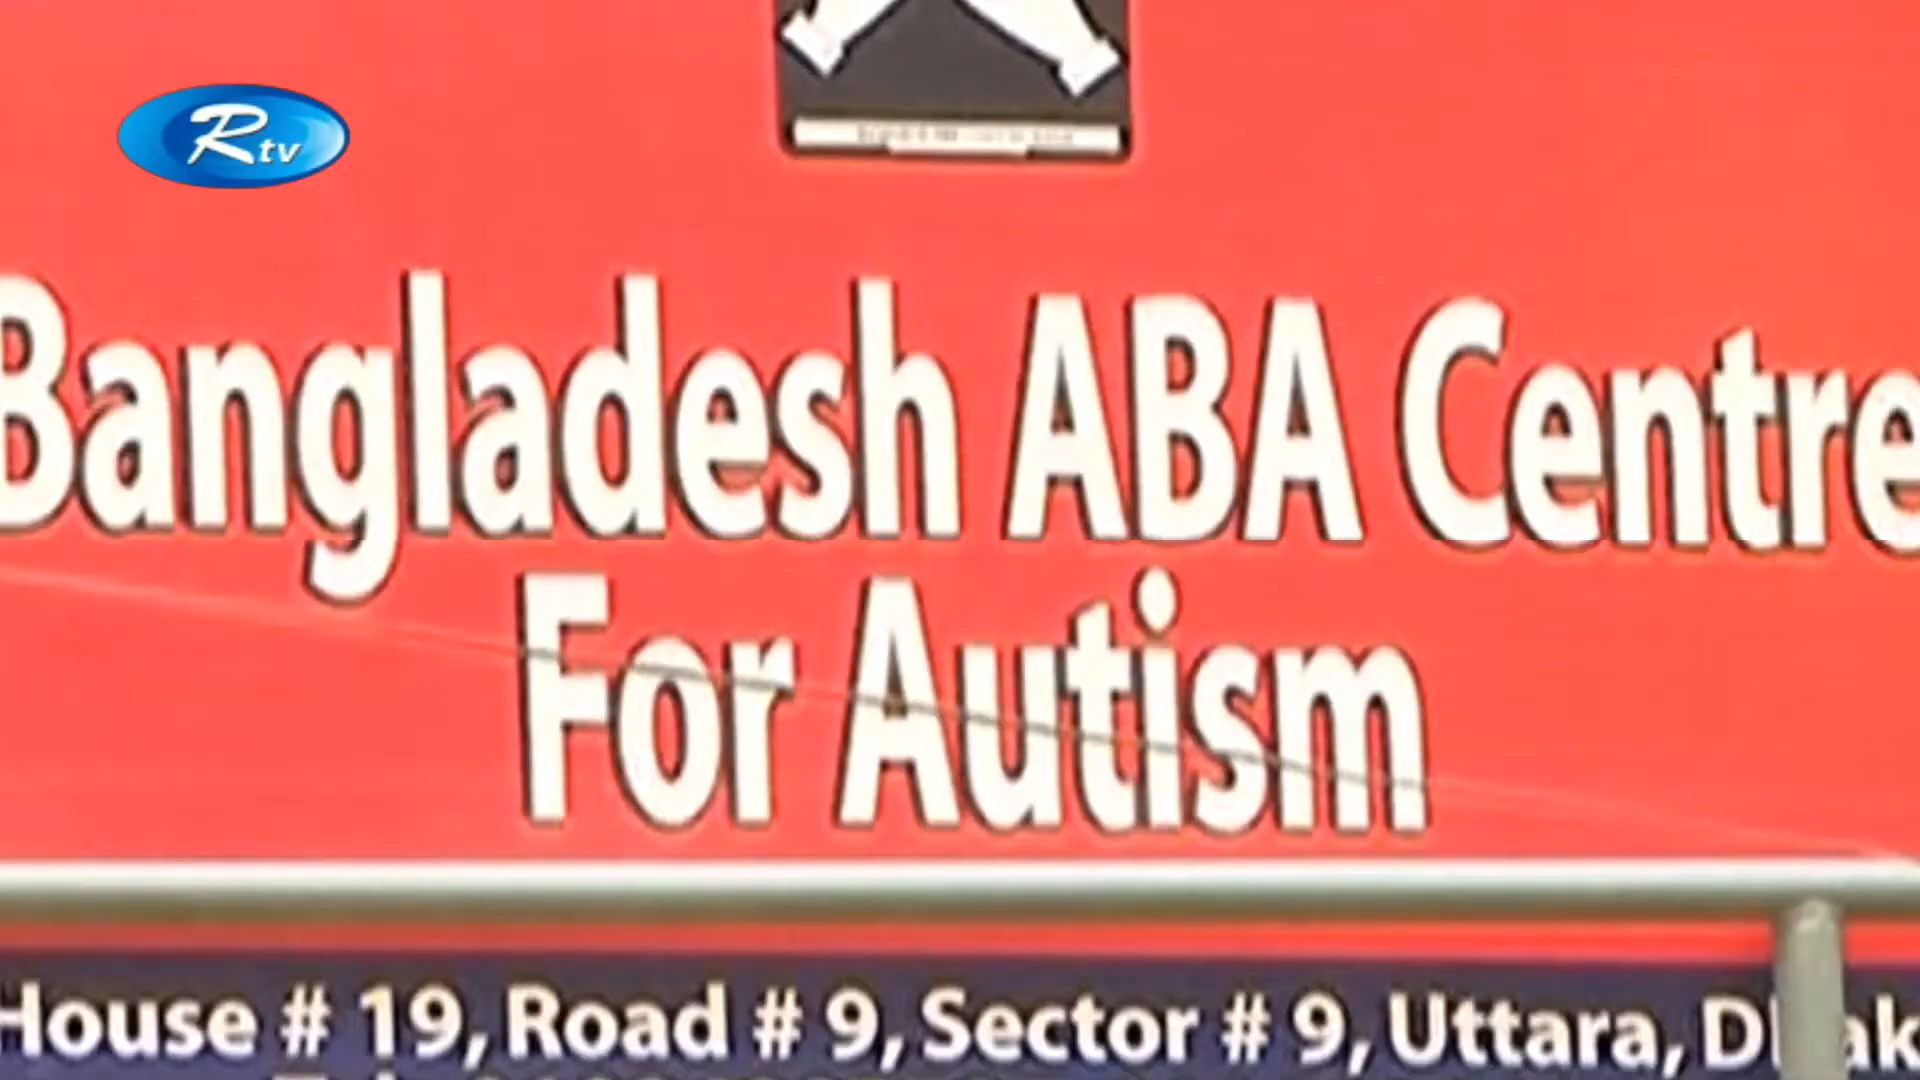 Rtv
Bangladesh ABA Centre
For Autism
House # 19, Road # 9, Sector # 9, Uttara,